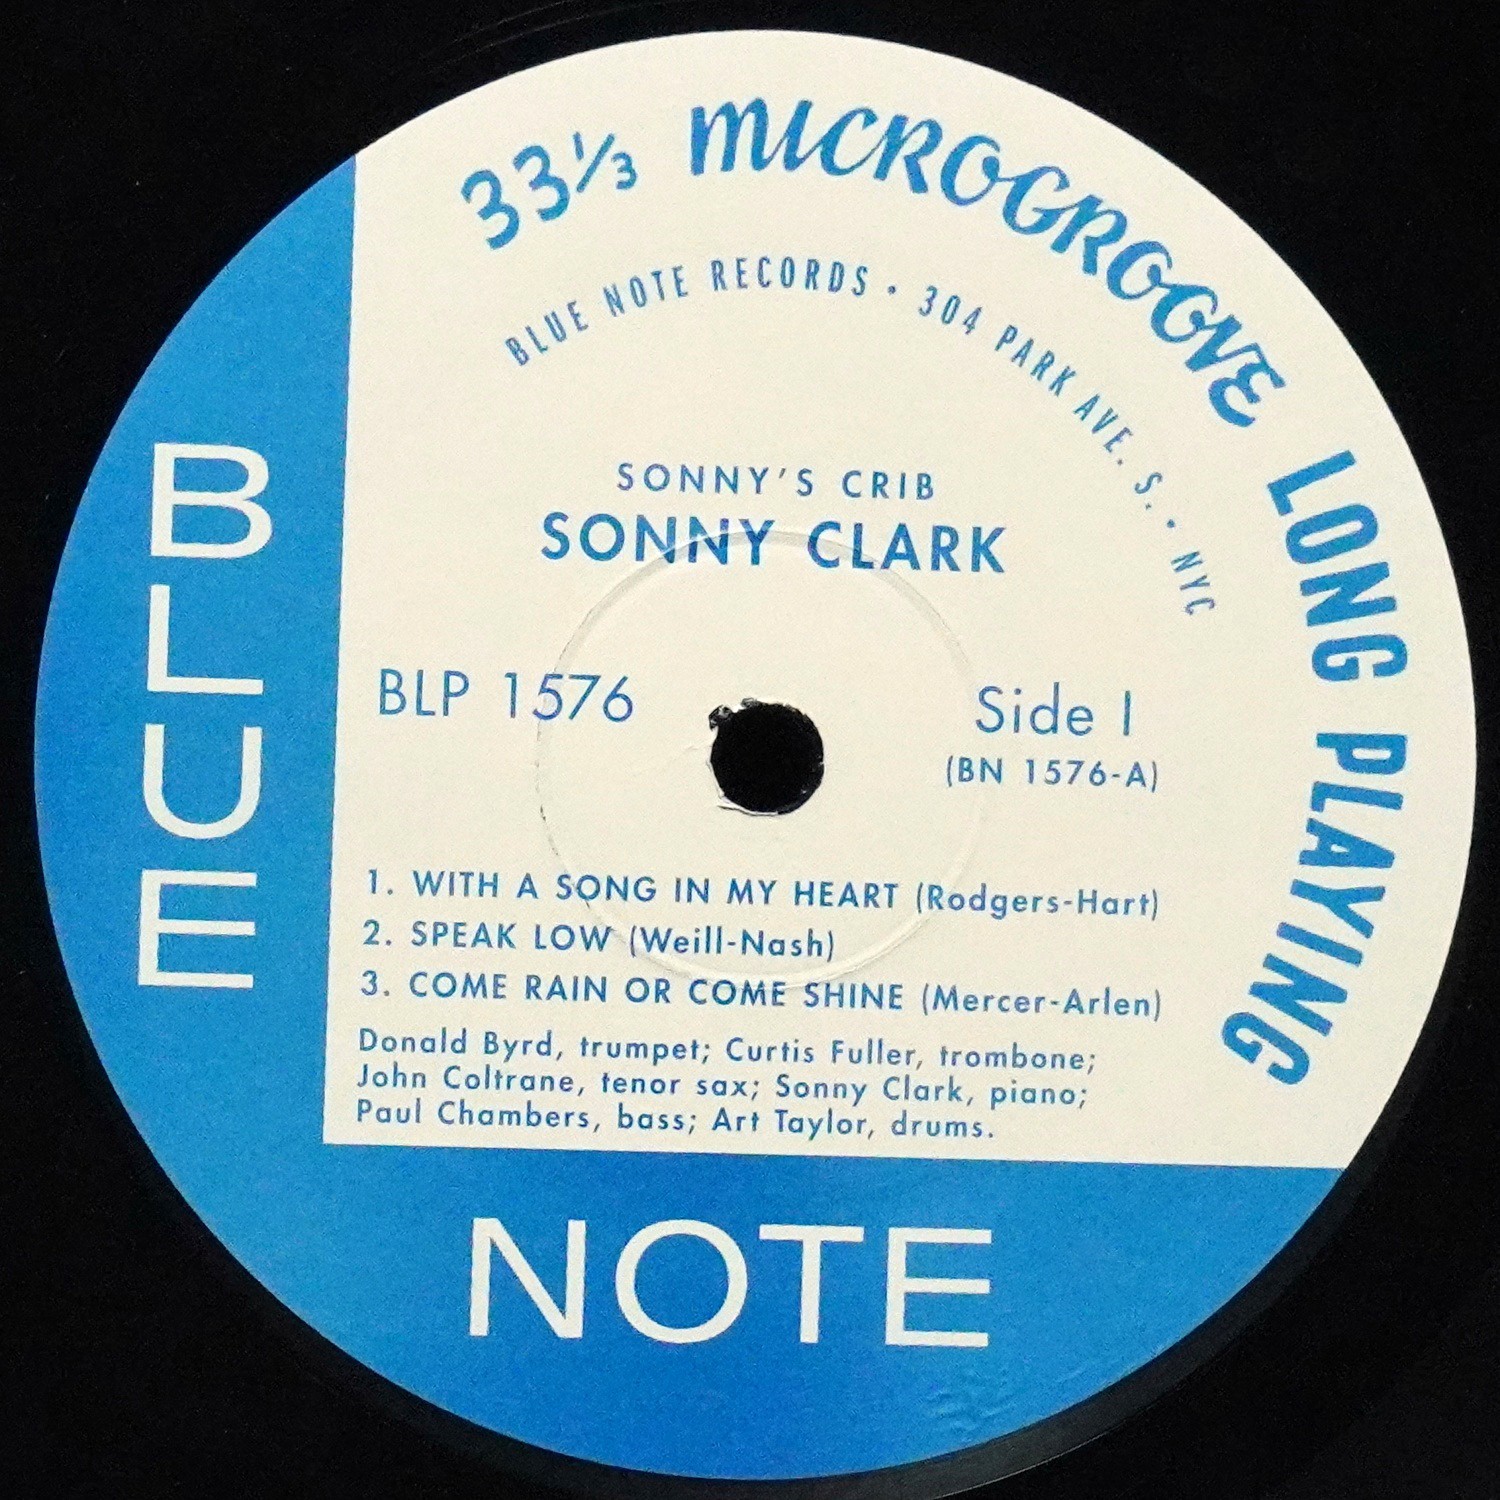 33⅓ MICROGROOVE LONG PLAYING
BLUE NOTE RECORDS • 304 PARK AVE. S. • NYC
SONNY'S CRIB
SONNY CLARK
BLP 1576
Side 1
(BN 1576-A)
1. WITH A SONG IN MY HEART (Rodgers-Hart)
2. SPEAK LOW (Weill-Nash)
3. COME RAIN OR COME SHINE (Mercer-Arlen)
Donald Byrd, trumpet; Curtis Fuller, trombone;
John Coltrane, tenor sax; Sonny Clark, piano;
Paul Chambers, bass; Art Taylor, drums.
BLUE
NOTE